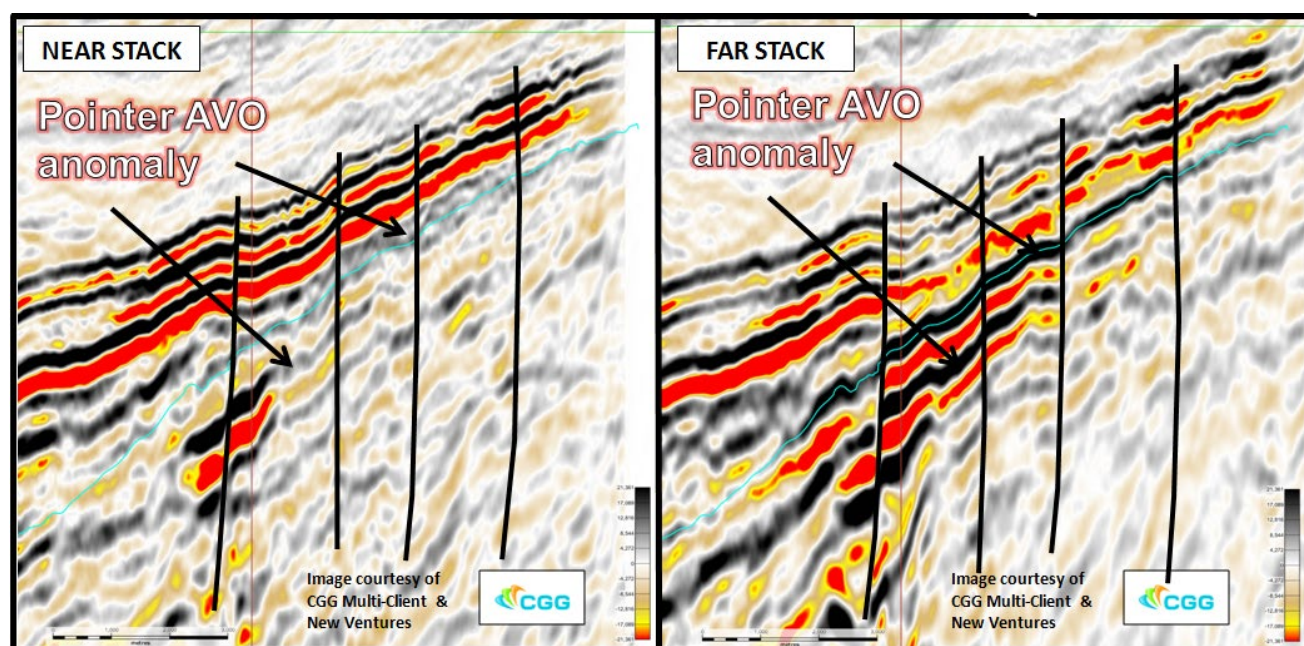 NEAR STACK
Pointer AVO
anomaly
Image courtesy of
CGG Multi-Client &
New Ventures
CGG
FAR STACK
Pointer AVO
anomaly
Image courtesy of
CGG Multi-Client &
New Ventures
CGG